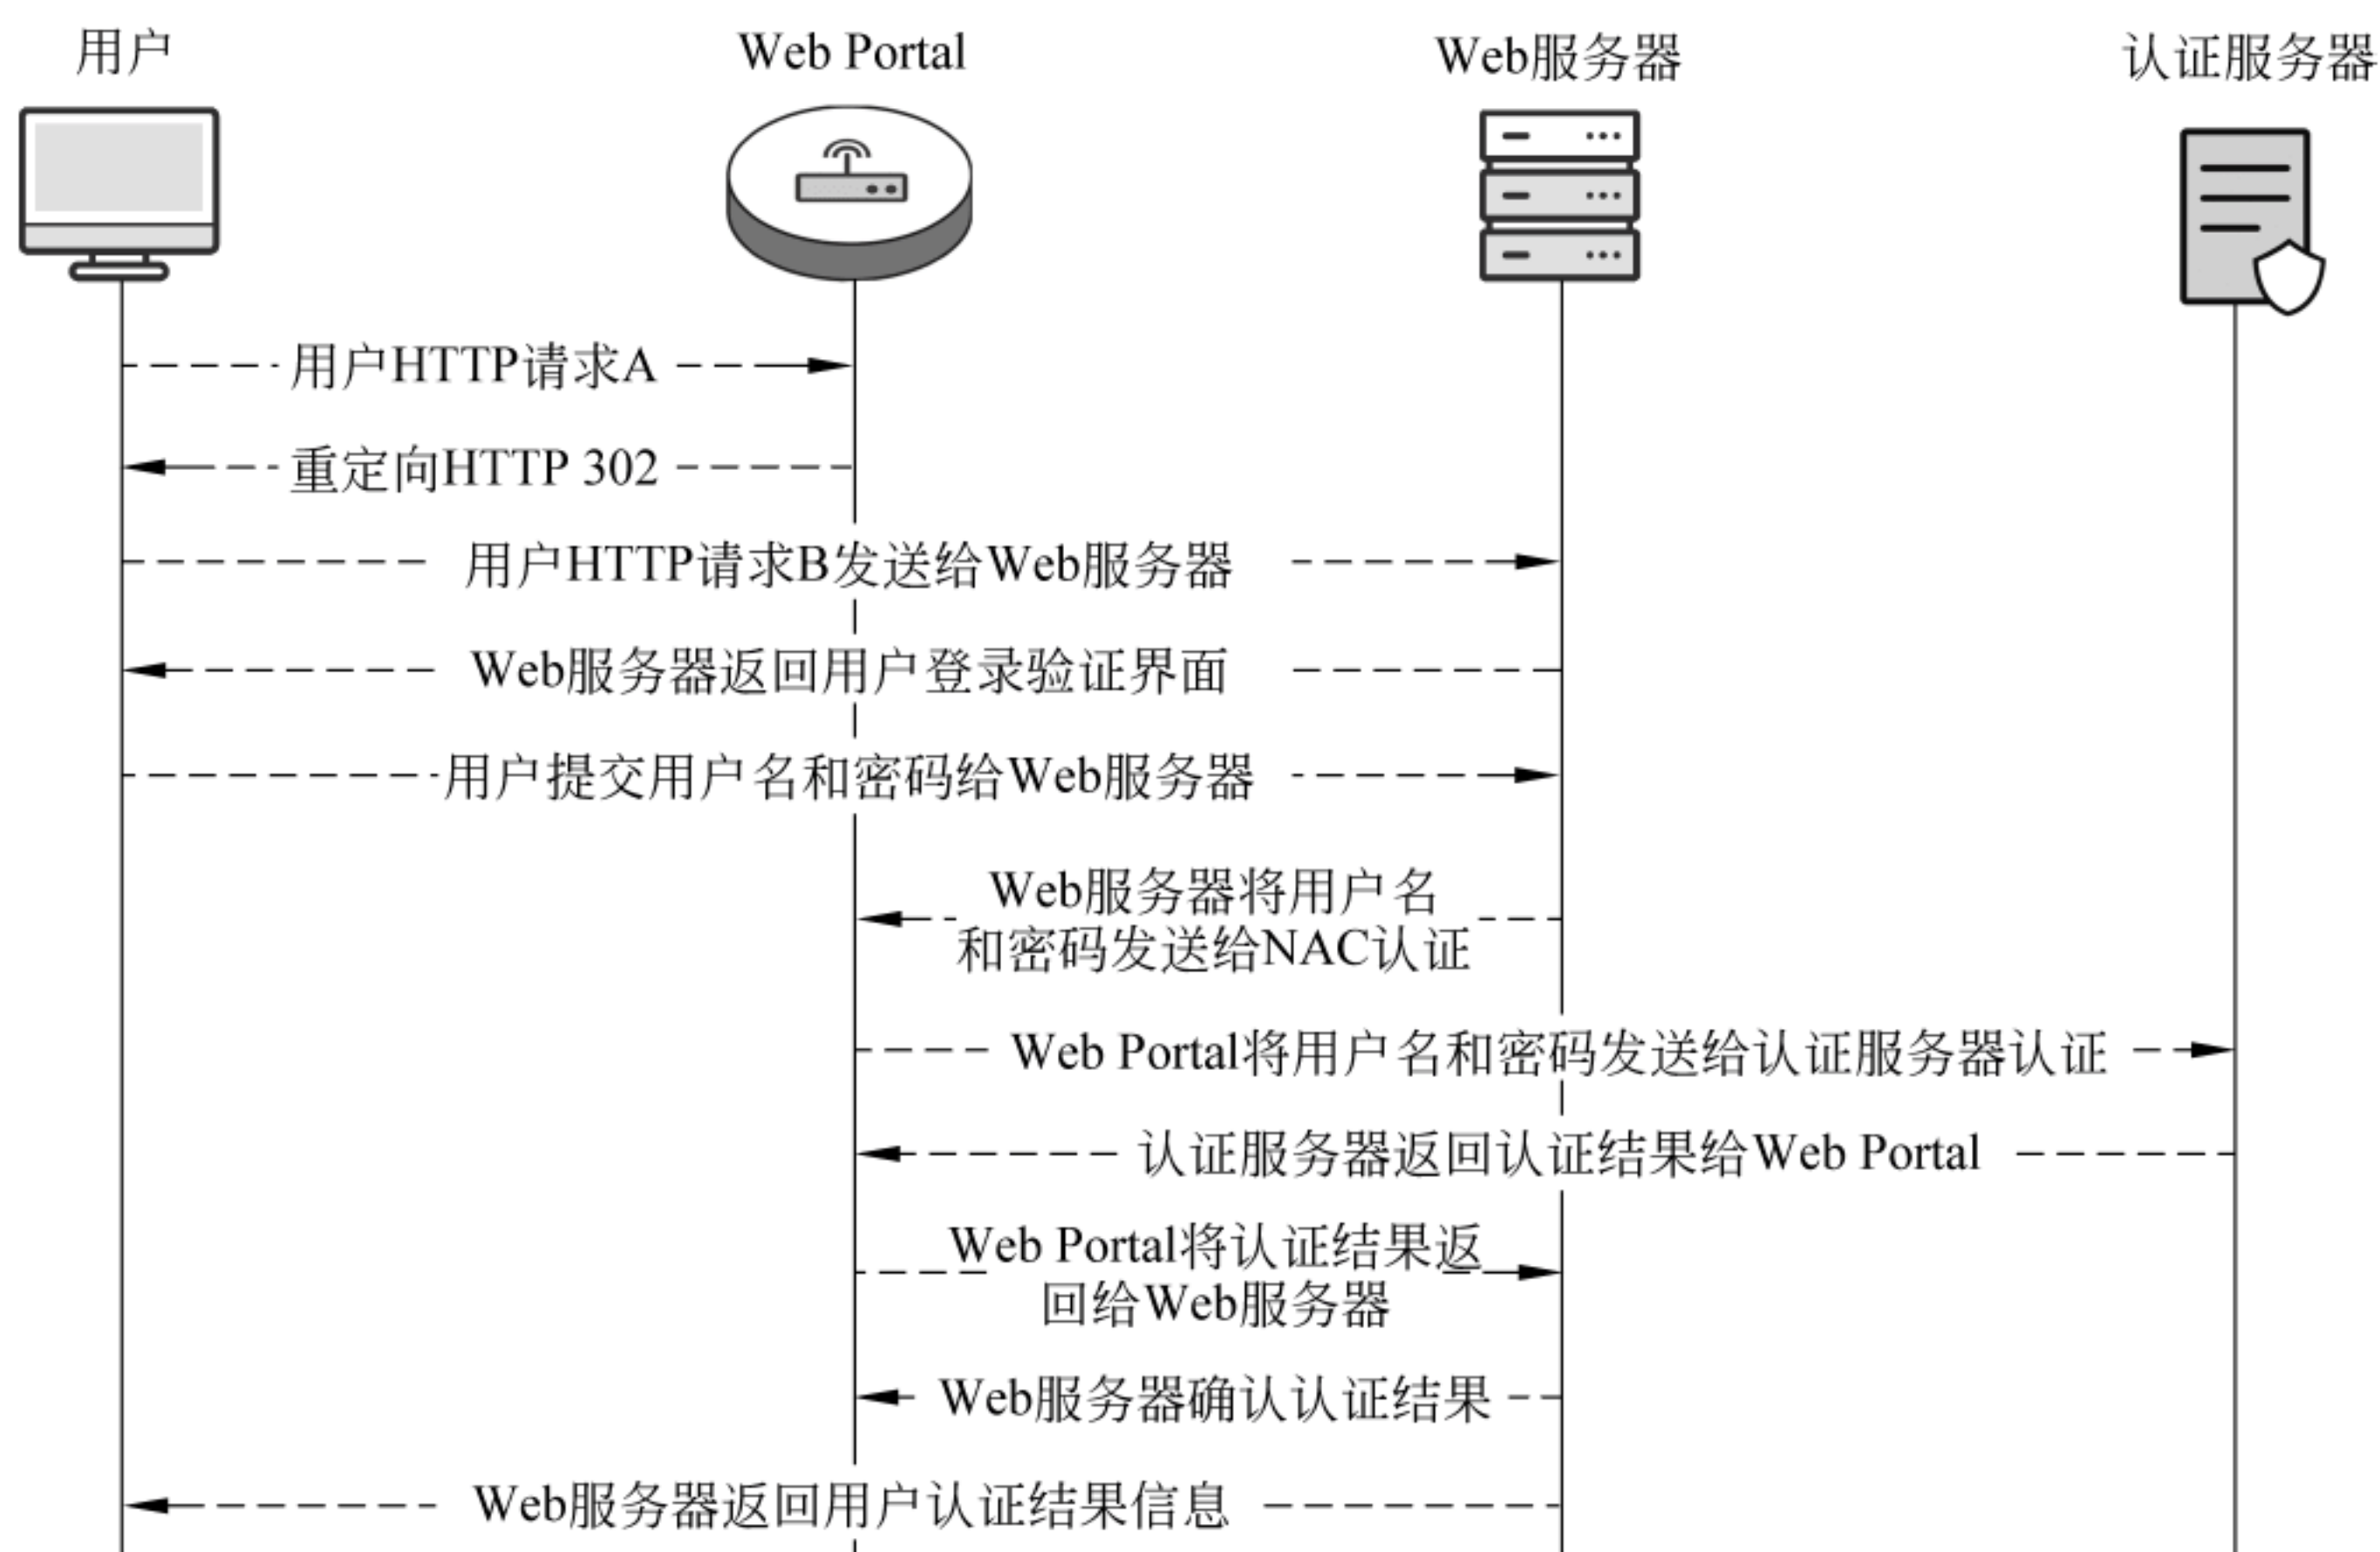 用户
Web Portal
Web服务器
认证服务器
用户HTTP请求A
重定向HTTP 302
用户HTTP请求B发送给Web服务器
Web服务器返回用户登录验证界面
用户提交用户名和密码给Web服务器
Web服务器将用户名
和密码发送给NAC认证
Web Portal将用户名和密码发送给认证服务器认证
认证服务器返回认证结果给Web Portal
Web Portal将认证结果返
回给Web服务器
Web服务器确认认证结果
Web服务器返回用户认证结果信息